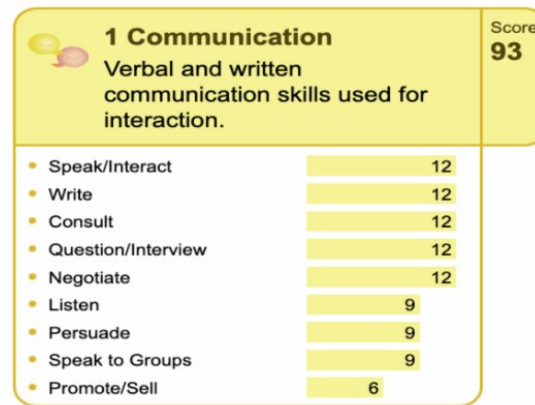 1 Communication
Score
93
Verbal and written
communication skills used for
interaction.
Speak/Interact 12
Write 12
Consult 12
Question/Interview 12
Negotiate 12
Listen 9
Persuade 9
Speak to Groups 9
Promote/Sell 6